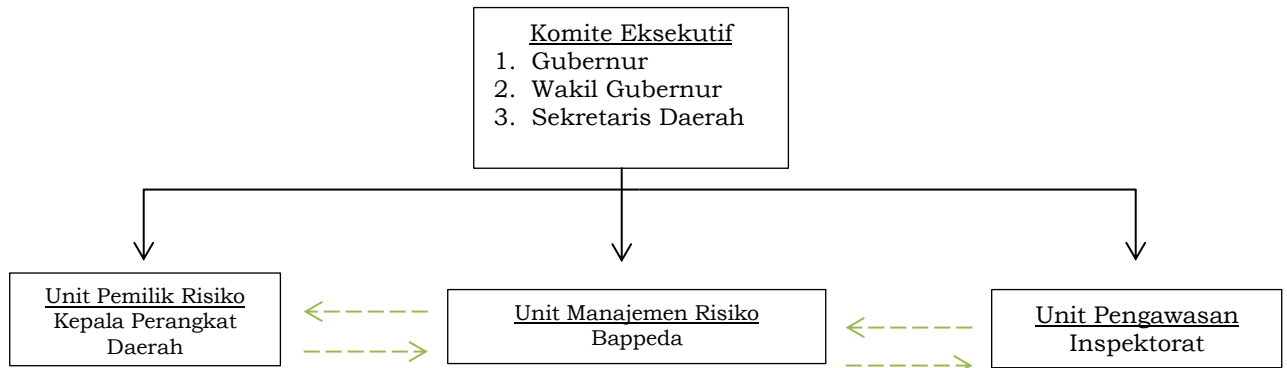 Komite Eksekutif
1. Gubernur
2. Wakil Gubernur
3. Sekretaris Daerah
Unit Pemilik Risiko
Kepala Perangkat
Daerah
Unit Manajemen Risiko
Bappeda
Unit Pengawasan
Inspektorat